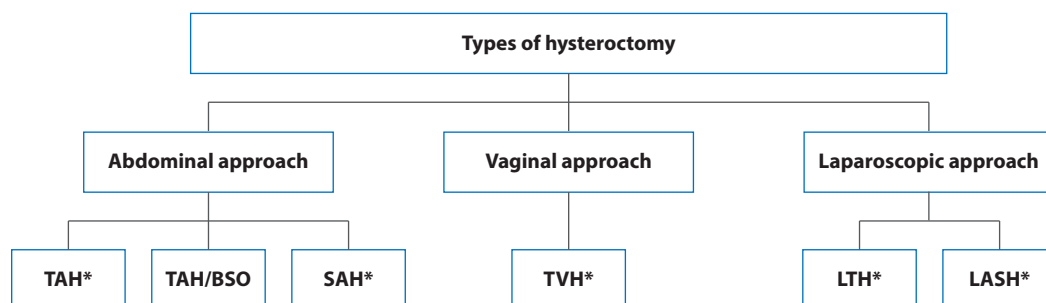 Types of hysteroctomy
Abdominal approach
Vaginal approach
Laparoscopic approach
TAH*
TAH/BSO
SAH*
TVH*
LTH*
LASH*